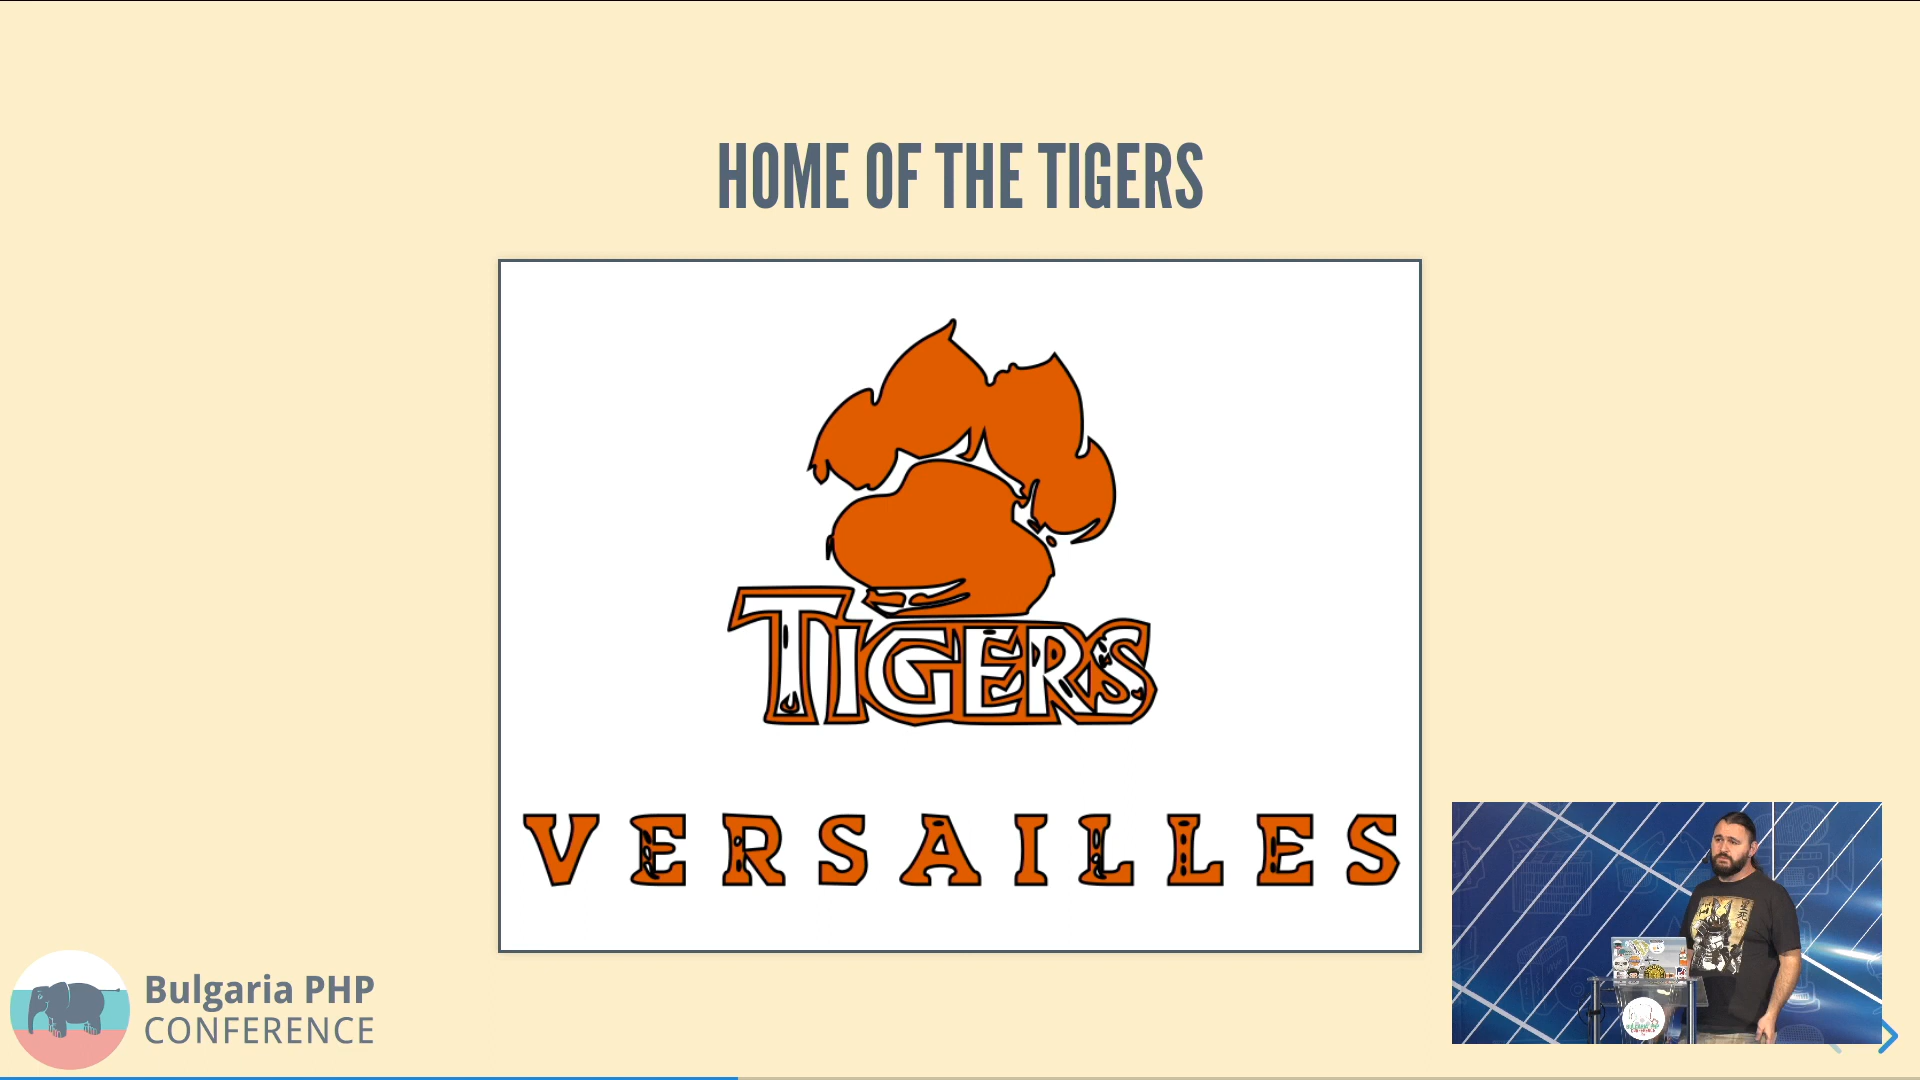 HOME OF THE TIGERS
TIGERS
VERSAILLES
Bulgaria PHP
CONFERENCE